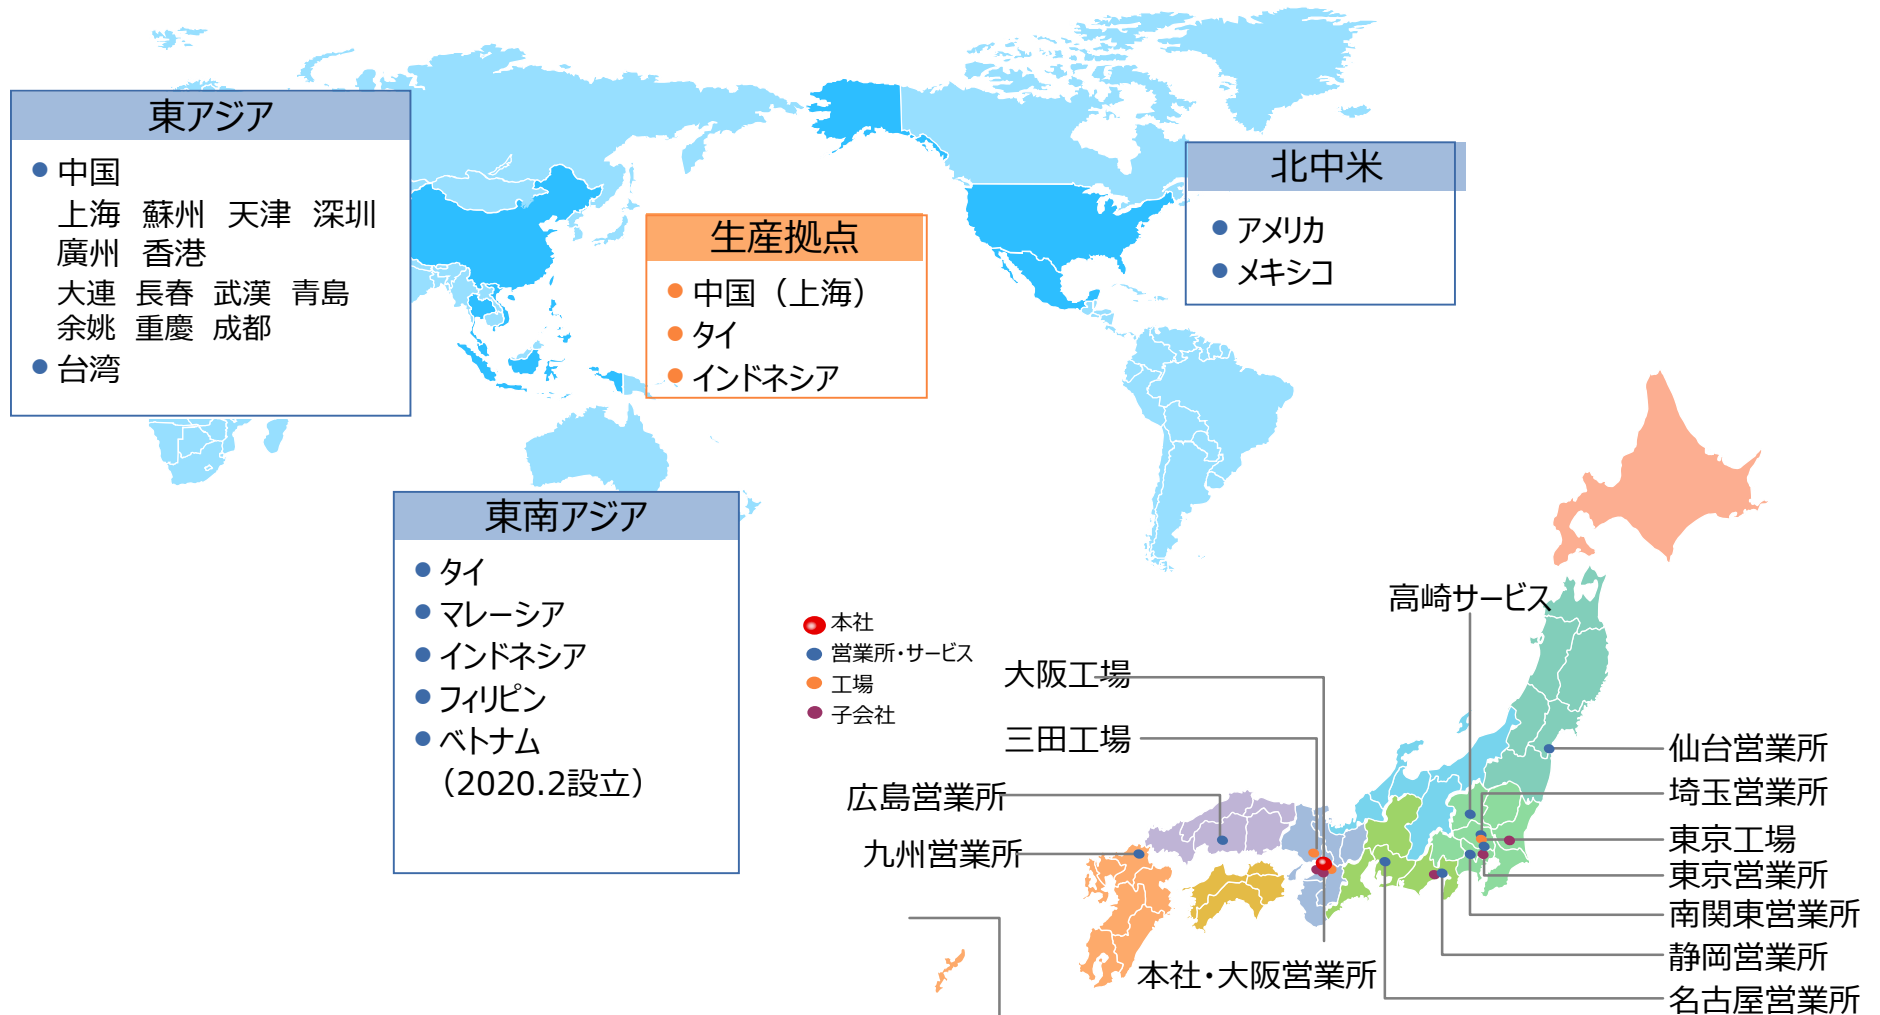 東アジア
中国
上海 蘇州 天津 深圳
廣州 香港
大連 長春 武漢 青島
余姚 重慶 成都
台湾
生産拠点
中国（上海）
タイ
インドネシア
北中米
アメリカ
メキシコ
東南アジア
タイ
マレーシア
インドネシア
フィリピン
ベトナム
（2020.2設立）
本社
営業所・サービス
工場
子会社
高崎サービス
大阪工場
三田工場
広島営業所
九州営業所
本社・大阪営業所
仙台営業所
埼玉営業所
東京工場
東京営業所
南関東営業所
静岡営業所
名古屋営業所